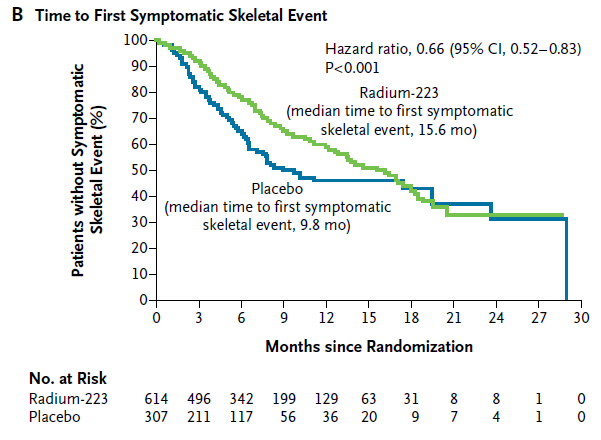 B Time to First Symptomatic Skeletal Event
Patients without Symptomatic
Skeletal Event (%)
100
90
80
70
60
50
40
30
20
10
0
Hazard ratio, 0.66 (95% CI, 0.52–0.83)
P<0.001
Radium-223
(median time to first symptomatic
skeletal event, 15.6 mo)
Placebo
(median time to first symptomatic
skeletal event, 9.8 mo)
0 3 6 9 12 15 18 21 24 27 30
Months since Randomization
No. at Risk
Radium-223 614 496 342 199 129 63 31 8 8 1 0
Placebo 307 211 117 56 36 20 9 7 4 1 0